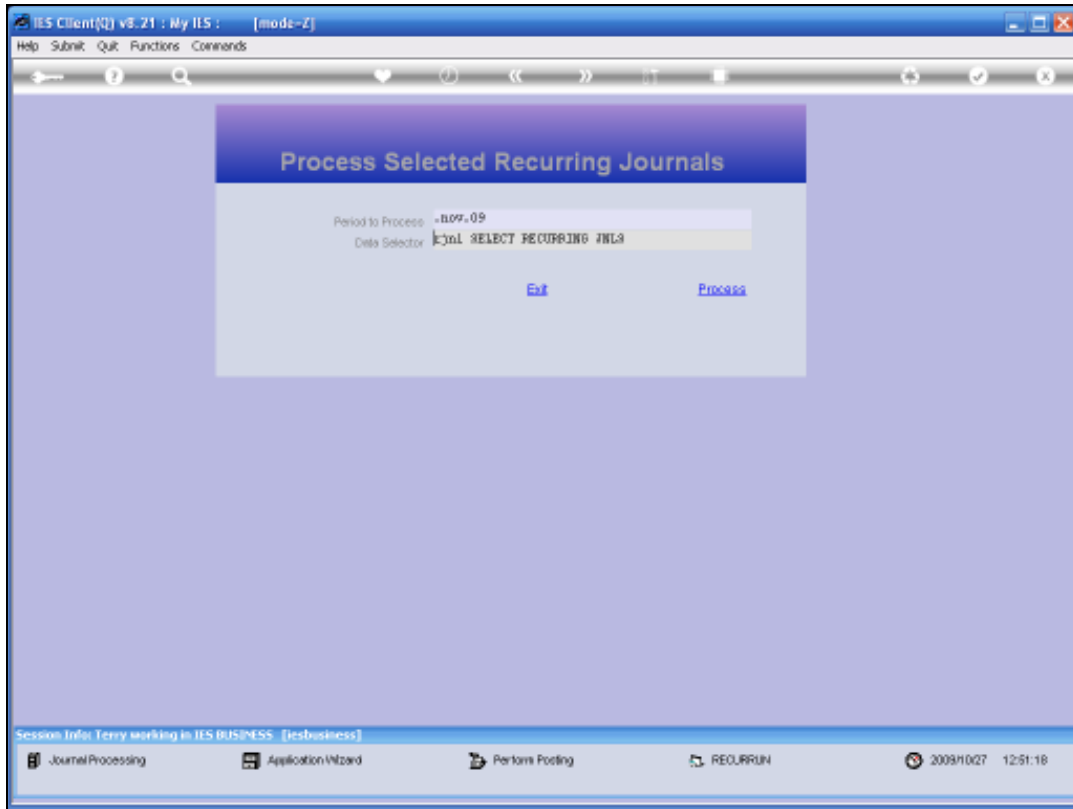 IES Client(Q) v8.21 : My IES : [mode=Z]
Help Submit Quit Functions Commands
Process Selected Recurring Journals
Period to Process .nov.09
Data Selector rjnl SELECT RECURRING JNLS
Exit Process
Session Info: Terry working in IES BUSINESS [iesbusiness]
Journal Processing Application Wizard Perform Posting RECURRUN 2009/10/27 12:51:18